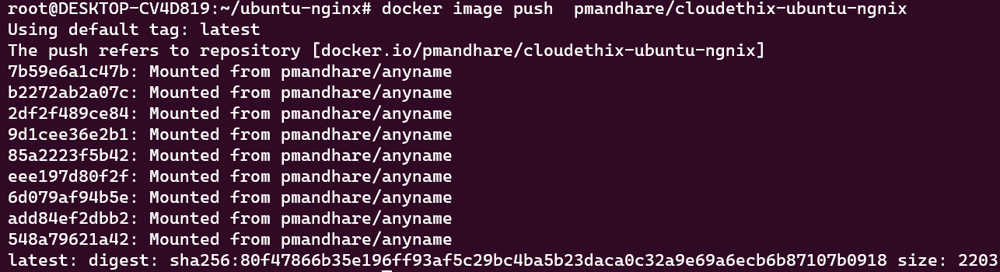 root@DESKTOP-CV4D819:~/ubuntu-nginx# docker image push  pmandhare/cloudethix-ubuntu-ngnix
Using default tag: latest
The push refers to repository [docker.io/pmandhare/cloudethix-ubuntu-ngnix]
7b59e6a1c47b: Mounted from pmandhare/anyname
b2272ab2a07c: Mounted from pmandhare/anyname
2df2f489ce84: Mounted from pmandhare/anyname
9d1cee36e2b1: Mounted from pmandhare/anyname
85a2223f5b42: Mounted from pmandhare/anyname
eee197d80f2f: Mounted from pmandhare/anyname
6d079af94b5e: Mounted from pmandhare/anyname
add84ef2dbb2: Mounted from pmandhare/anyname
548a79621a42: Mounted from pmandhare/anyname
latest: digest: sha256:80f47866b35e196ff93af5c29bc4ba5b23daca0c32a9e69a6ecb6b87107b0918 size: 2203